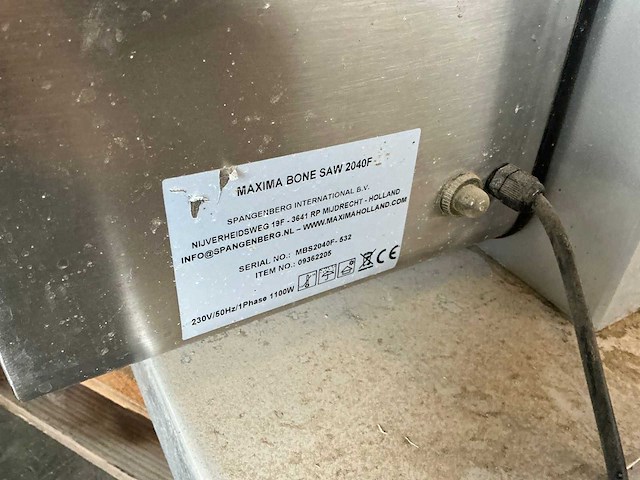 MAXIMA BONE SAW 2040F
SPANGENBERG INTERNATIONAL B.V.
NIJVERHEIDSWEG 19F - 3641 RP MIJDRECHT - HOLLAND
INFO@SPANGENBERG.NL – WWW.MAXIMAHOLLAND.COM
SERIAL NO.: MBS2040F- 532
ITEM NO.: 09362205
230V/50Hz/1Phase 1100W CE